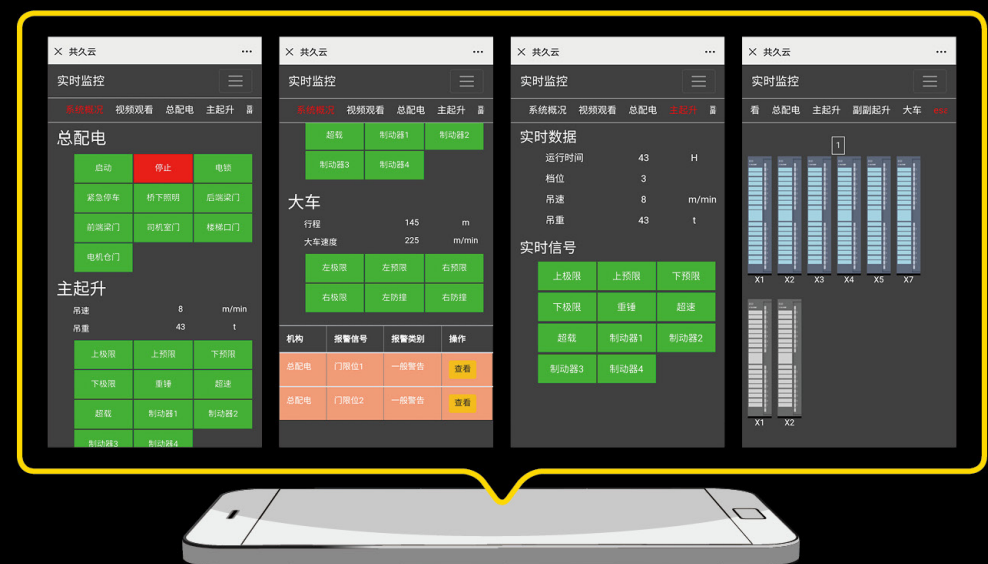 共久云
实时监控
系统概况 视频观看 总配电 主起升
总配电
启动 停止 电锁
紧急停车 桥下照明 后端梁门
前端梁门 司机室门 楼梯口门
电机仓门
主起升
吊速 8 m/min
吊重 43 t
上极限 上预限 下预限
下极限 重锤 超速
超载 制动器1 制动器2
制动器3 制动器4
共久云
实时监控
系统概况 视频观看 总配电 主起升
超载 制动器1 制动器2
制动器3 制动器4
大车
行程 145 m
大车速度 225 m/min
左极限 左预限 右预限
右极限 左防撞 右防撞
机构 报警信号 报警类别 操作
总配电 门限位1 一般警告 查看
总配电 门限位2 一般警告 查看
共久云
实时监控
系统概况 视频观看 总配电 主起升
实时数据
运行时间 43 H
档位 3
吊速 8 m/min
吊重 43 t
实时信号
上极限 上预限 下预限
下极限 重锤 超速
超载 制动器1 制动器2
制动器3 制动器4
共久云
实时监控
看 总配电 主起升 副副起升 大车
1
X1 X2 X3 X4 X5 X7
X1 X2